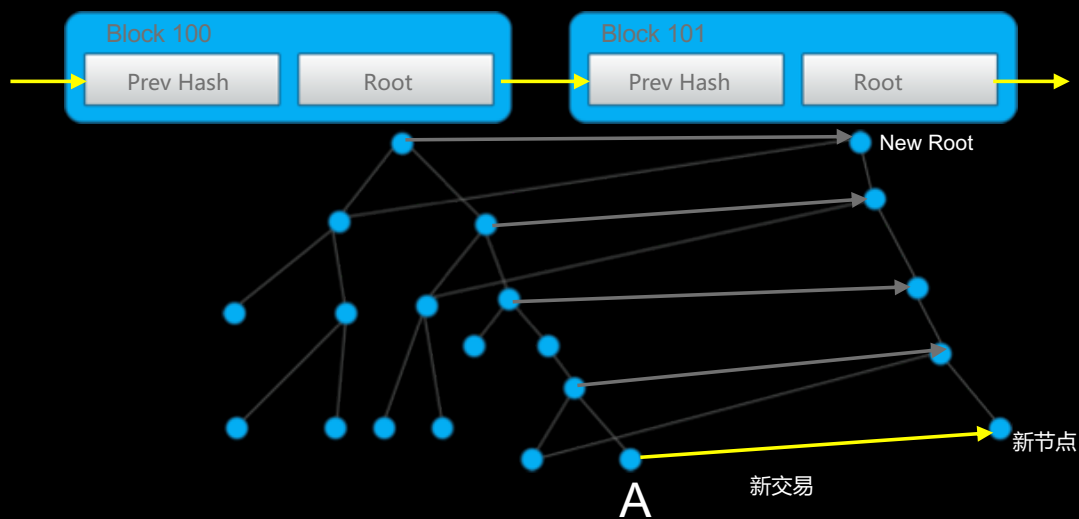 Block 100
Block 101
Prev Hash
Root
Prev Hash
Root
New Root
新节点
新交易
A